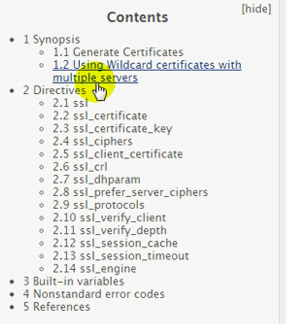 Contents
[hide]
1 Synopsis
1.1 Generate Certificates
1.2 Using Wildcard certificates with
multiple servers
2 Directives
2.1 ssl
2.2 ssl_certificate
2.3 ssl_certificate_key
2.4 ssl_ciphers
2.5 ssl_client_certificate
2.6 ssl_crl
2.7 ssl_dhparam
2.8 ssl_prefer_server_ciphers
2.9 ssl_protocols
2.10 ssl_verify_client
2.11 ssl_verify_depth
2.12 ssl_session_cache
2.13 ssl_session_timeout
2.14 ssl_engine
3 Built-in variables
4 Nonstandard error codes
5 References